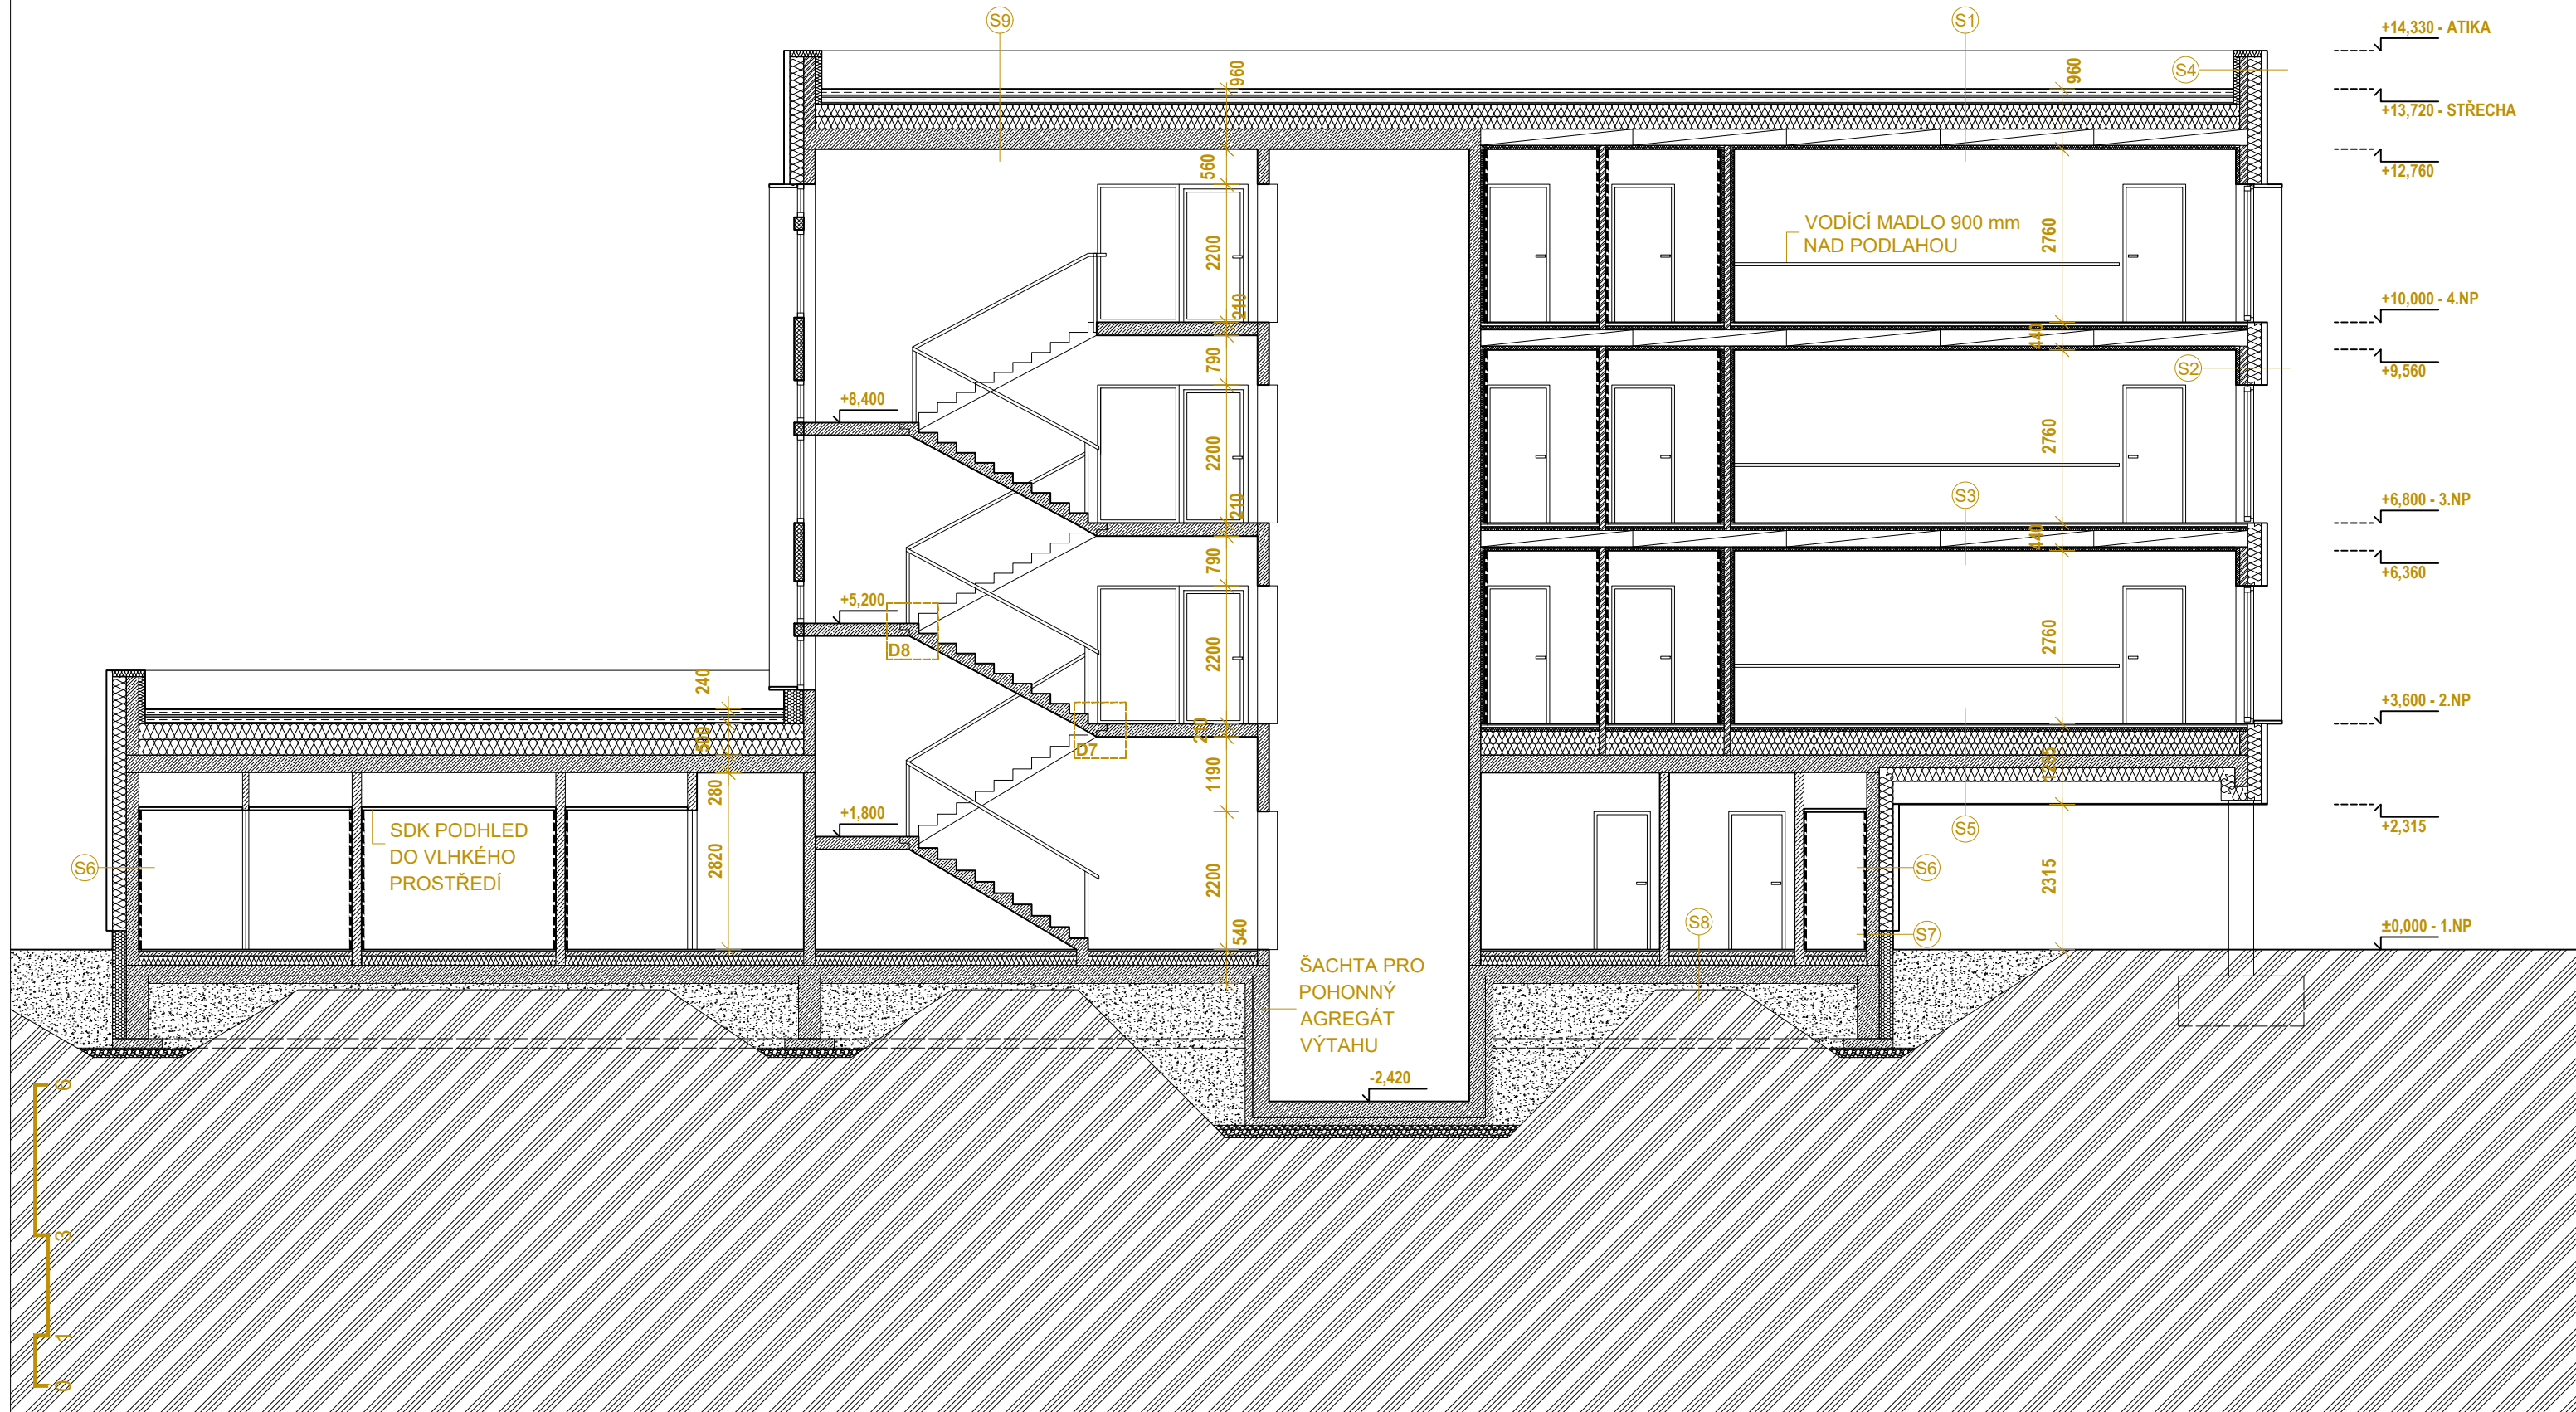 S9
S1
+14,330 - ATIKA
S4
960
960
+13,720 - STŘECHA
560
+12,760
VODÍCÍ MADLO 900 mm
NAD PODLAHOU
2200
2760
210
+10,000 - 4.NP
440
790
S2
+9,560
+8,400
2200
2760
S3
210
+6,800 - 3.NP
440
790
+6,360
+5,200
D8
2200
2760
240
+3,600 - 2.NP
500
210
D7
1190
280
+1,800
+2,315
SDK PODHLED
DO VLHKÉHO
PROSTŘEDÍ
S5
2820
S6
2200
S6
2315
540
S8
S7
±0,000 - 1.NP
ŠACHTA PRO
POHONNÝ
AGREGÁT
VÝTAHU
-2,420
6
3
1
0